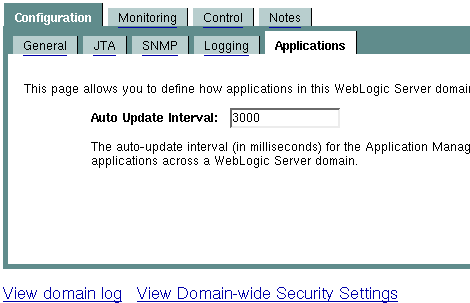 Configuration Monitoring Control Notes
General JTA SNMP Logging Applications
This page allows you to define how applications in this WebLogic Server
Auto Update Interval: 3000
The auto-update interval (in milliseconds) for the Application
applications across a WebLogic Server domain.
View domain log View Domain-wide Security Settings